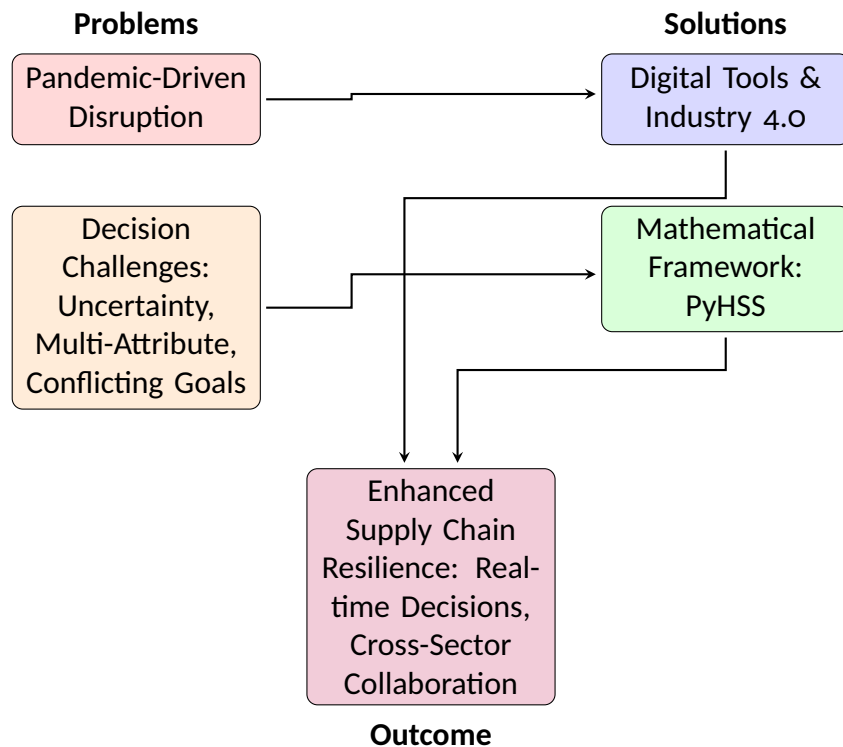 Problems
Solutions
Pandemic-Driven
Disruption
Digital Tools &
Industry 4.0
Decision
Challenges:
Uncertainty,
Multi-Attribute,
Conflicting Goals
Mathematical
Framework:
PyHSS
Enhanced
Supply Chain
Resilience: Real-
time Decisions,
Cross-Sector
Collaboration
Outcome